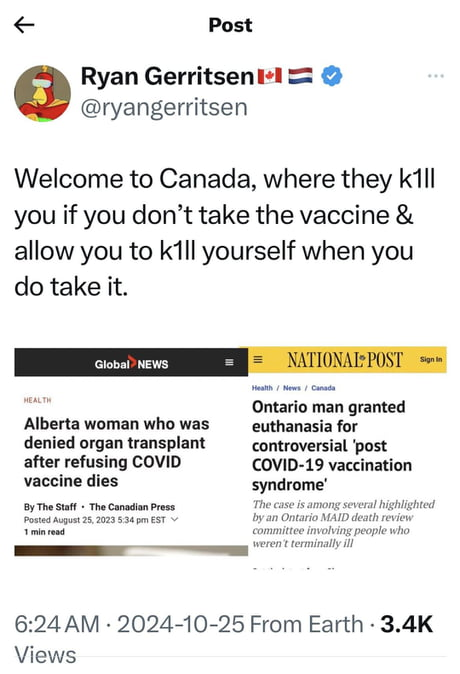 Post
Ryan Gerritsen🇨🇦🇳🇱
@ryangerritsen
Welcome to Canada, where they k1ll
you if you don’t take the vaccine &
allow you to k1ll yourself when you
do take it.
Global NEWS
HEALTH
Alberta woman who was
denied organ transplant
after refusing COVID
vaccine dies
By The Staff • The Canadian Press
Posted August 25, 2023 5:34 pm EST
1 min read
NATIONAL POST
Sign In
Health / News / Canada
Ontario man granted
euthanasia for
controversial 'post
COVID-19 vaccination
syndrome'
The case is among several highlighted
by an Ontario MAID death review
committee involving people who
weren't terminally ill
6:24 AM · 2024-10-25 From Earth · 3.4K
Views